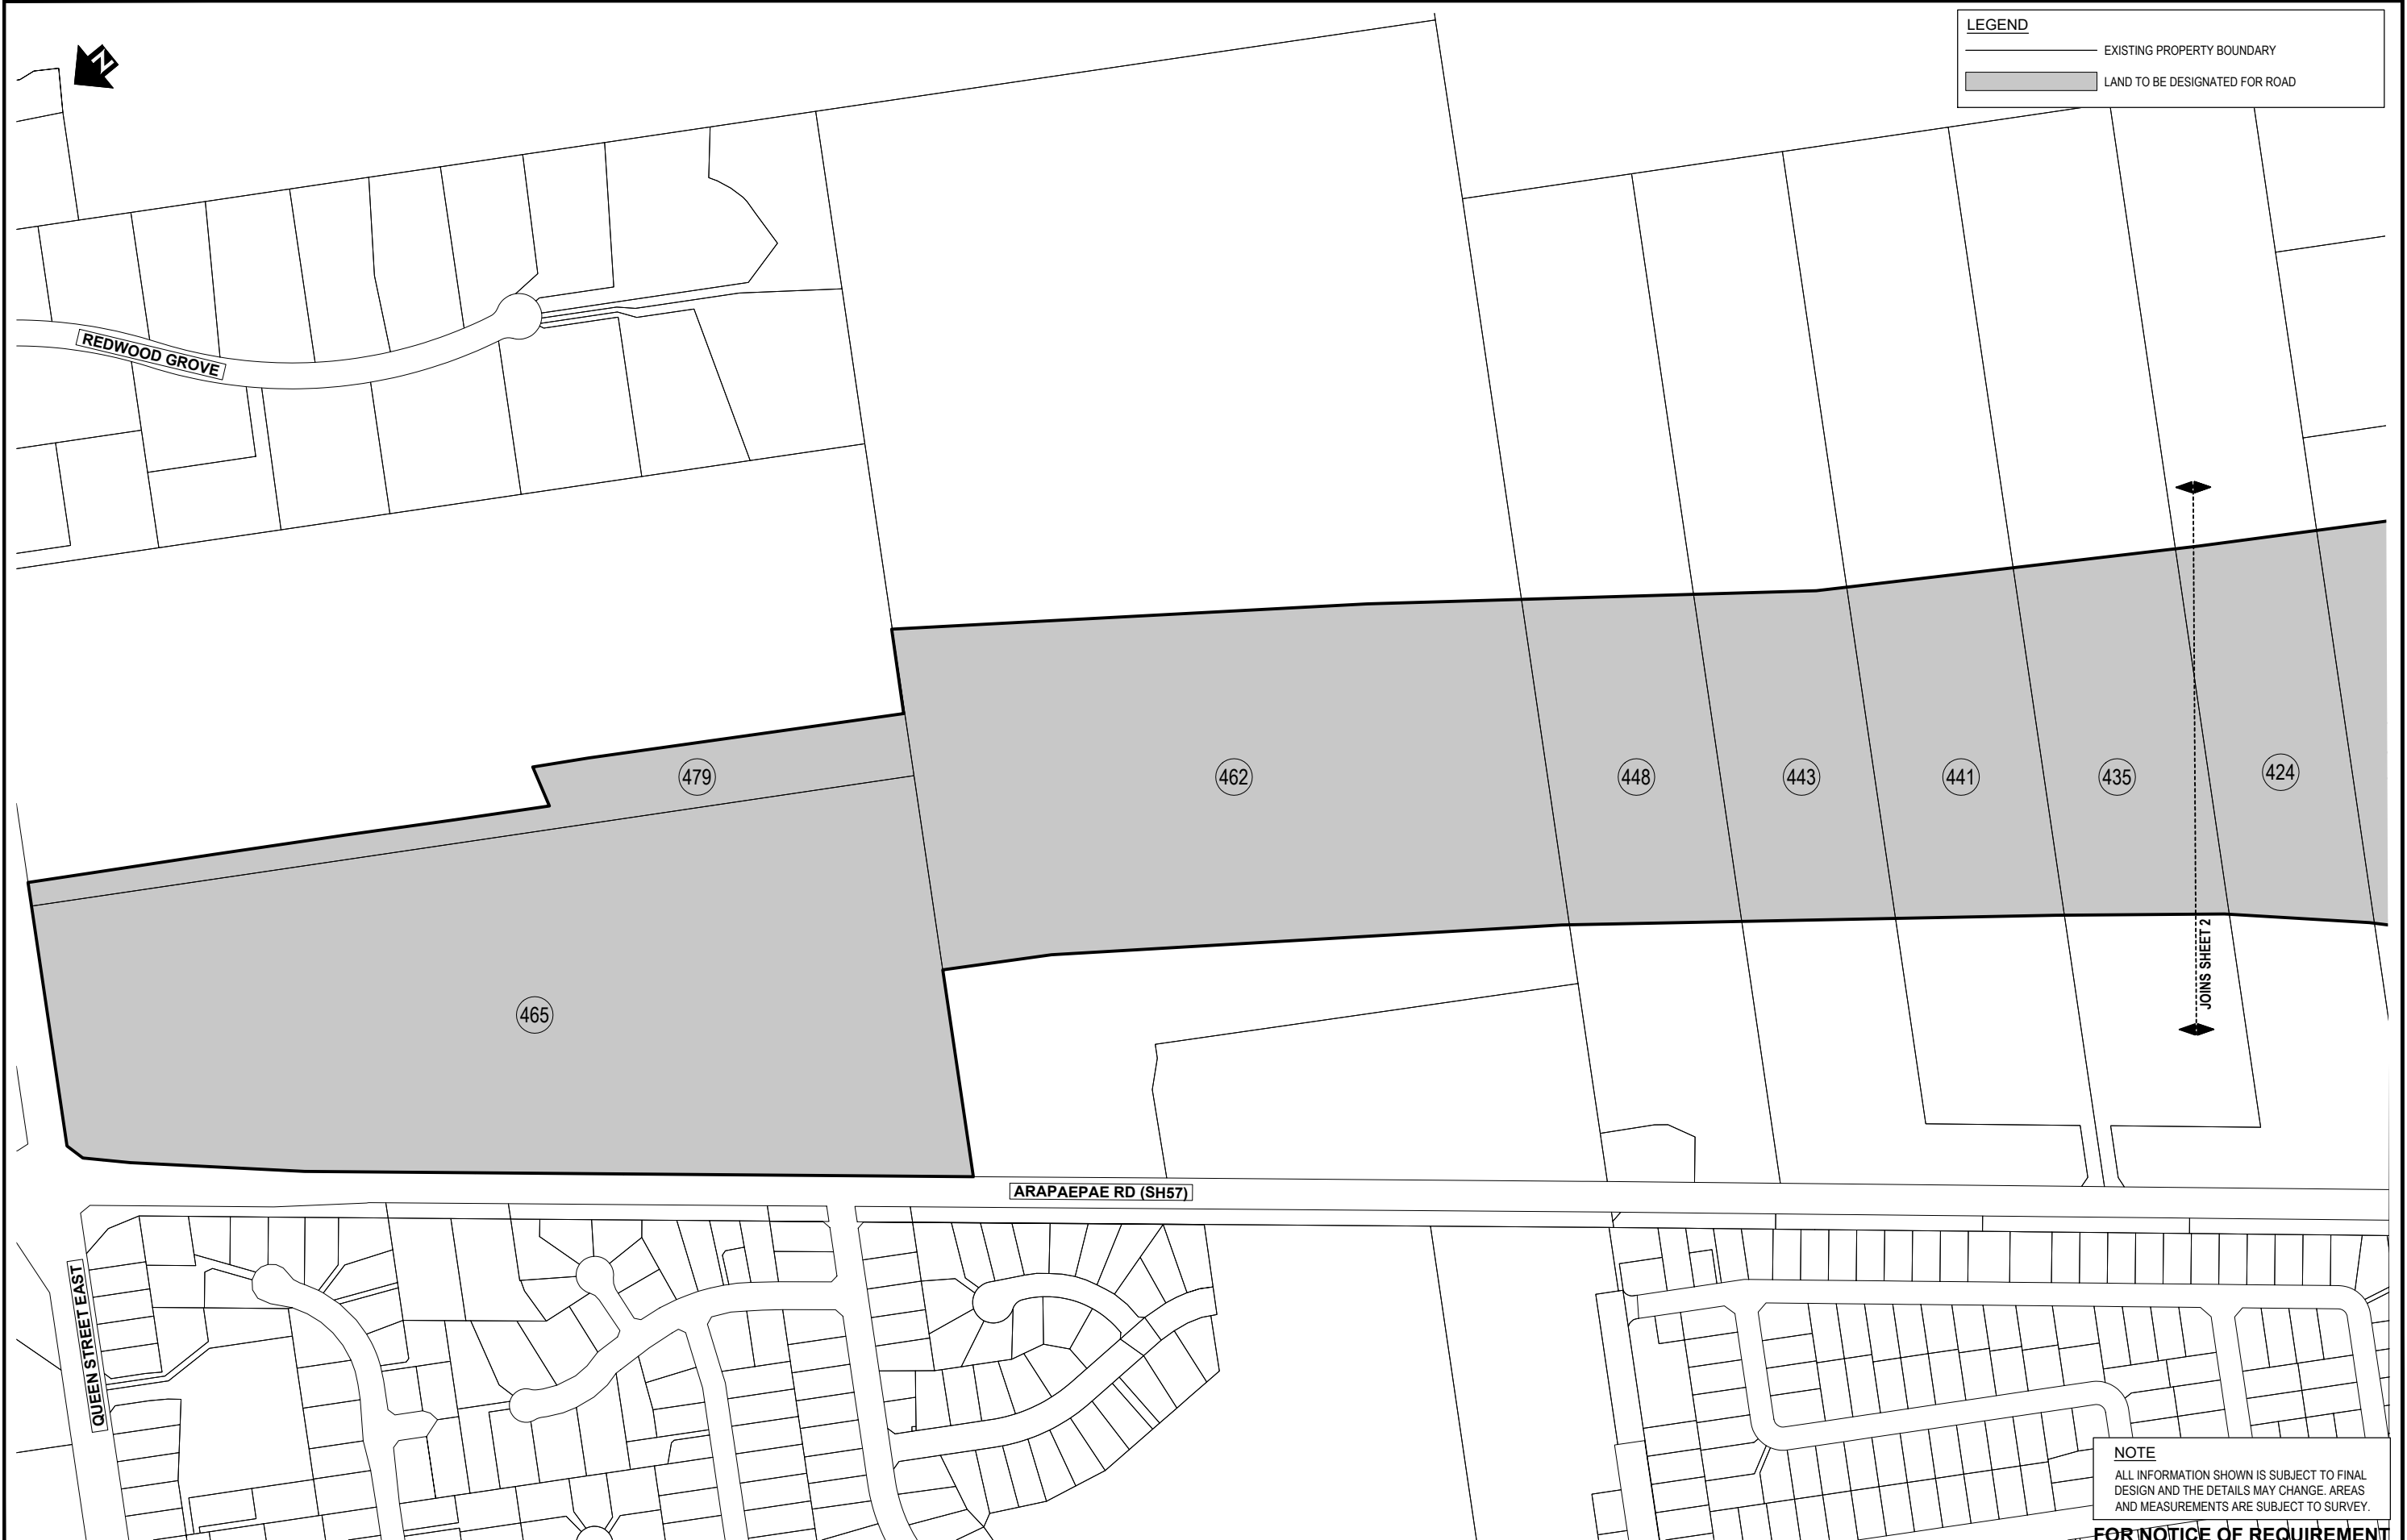 LEGEND
EXISTING PROPERTY BOUNDARY
LAND TO BE DESIGNATED FOR ROAD
N
REDWOOD GROVE
479
462
448
443
441
435
424
465
JOINS SHEET 2
ARAPAEPAE RD (SH57)
QUEEN STREET EAST
NOTE
ALL INFORMATION SHOWN IS SUBJECT TO FINAL
DESIGN AND THE DETAILS MAY CHANGE. AREAS
AND MEASUREMENTS ARE SUBJECT TO SURVEY.
FOR NOTICE OF REQUIREMENT